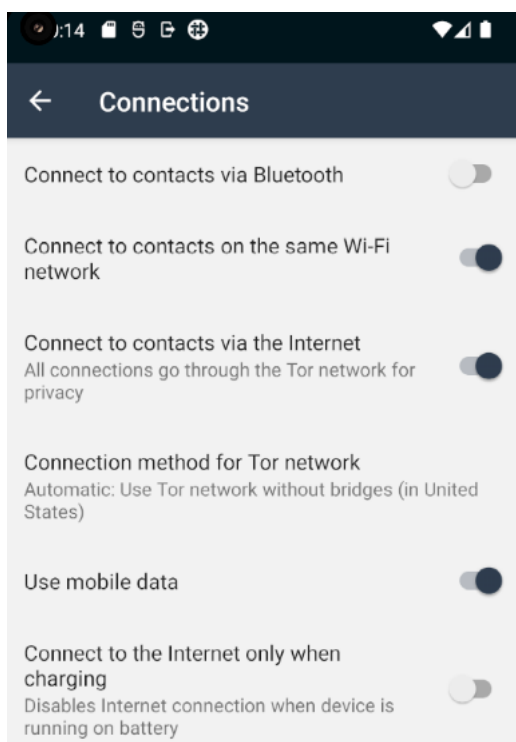 :14
Connections
Connect to contacts via Bluetooth
Connect to contacts on the same Wi-Fi
network
Connect to contacts via the Internet
All connections go through the Tor network for
privacy
Connection method for Tor network
Automatic: Use Tor network without bridges (in United
States)
Use mobile data
Connect to the Internet only when
charging
Disables Internet connection when device is
running on battery